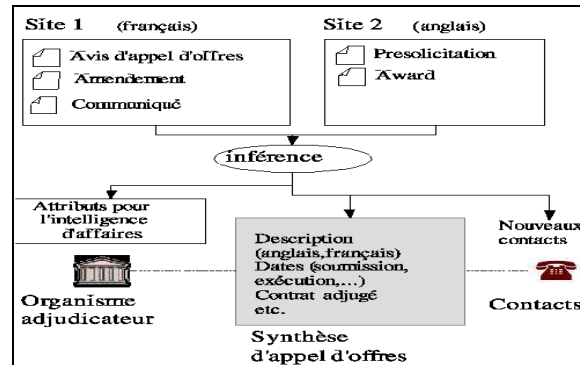 Site 1 (français)
Avis d'appel d'offres
Amendement
Communiqué
Site 2 (anglais)
Presolicitation
Award
inférence
Attributs pour
l'intelligence
d'affaires
Organisme
adjudicateur
Description
(anglais,français)
Dates (soumission,
exécution,...)
Contrat adjugé
etc.
Synthèse
d'appel d'offres
Nouveaux
contacts
Contacts